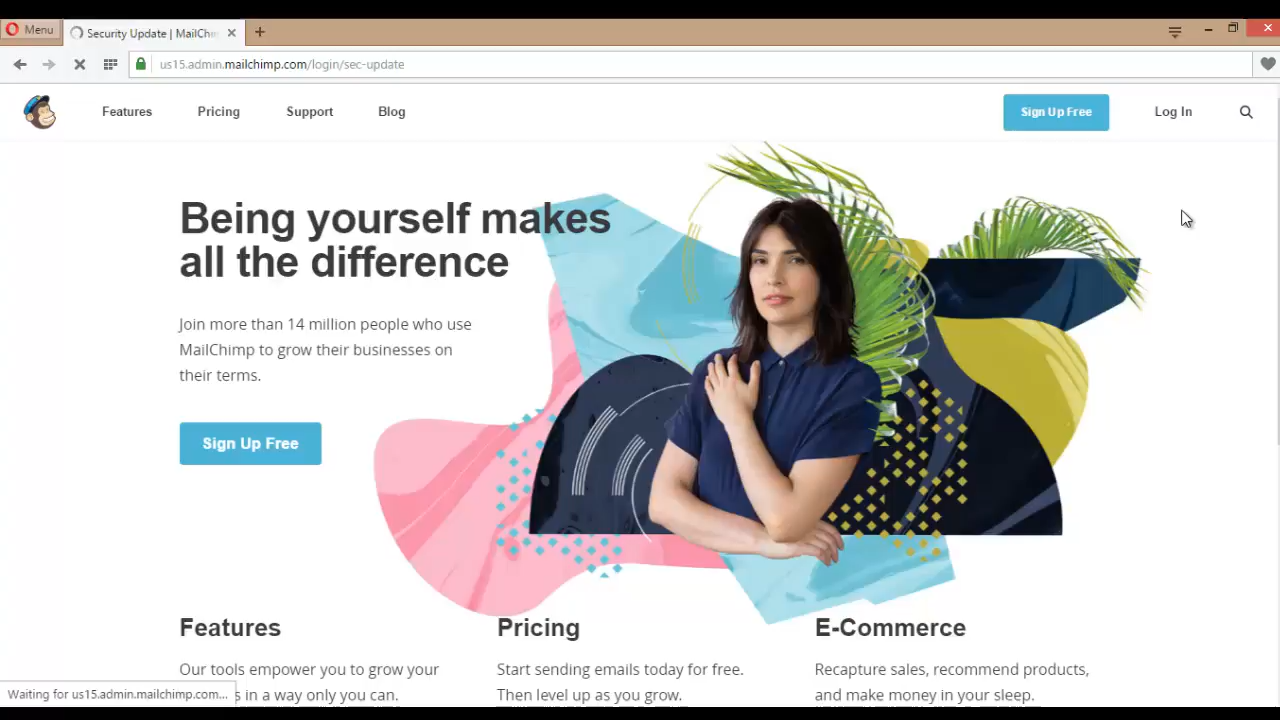 Menu
Security Update | MailChi
us15.admin.mailchimp.com/login/sec-update
Features
Pricing
Support
Blog
Sign Up Free
Log In
Being yourself makes
all the difference
Join more than 14 million people who use
MailChimp to grow their businesses on
their terms.
Sign Up Free
Features
Pricing
E-Commerce
Our tools empower you to grow your
s in a way only you can.
Start sending emails today for free.
Then level up as you grow.
Recapture sales, recommend products,
and make money in your sleep.
Waiting for us15.admin.mailchimp.com...